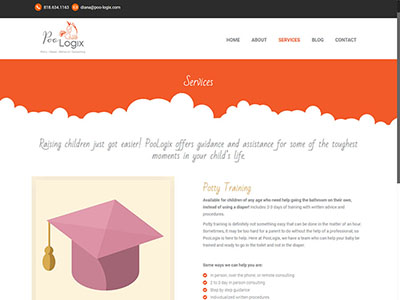 818.634.1163 diana@poo-logix.com
Poo Logix
HOME ABOUT SERVICES BLOG CONTACT
Services
Raising children just got easier! PooLogix offers guidance and assistance for some of the toughest
moments in your child's life.
Potty Training
Available for children of any age who need help going the bathroom on their own,
instead of using a diaper! Includes 2-3 days of training with written advice and
procedures.
Potty training is definitely not something easy that can be done in the matter of an hour.
Sometimes, it may be too hard for a parent to do without the help of a professional, so
PooLogix is here to help. Here at PooLogix, we have a team who can help your baby be
trained and ready to go in the toilet and not in the diaper.
Some ways we can help you are:
In person, over the phone, or remote consulting
2 to 3 day in person consulting
Step by step guidance
Individualized written procedures